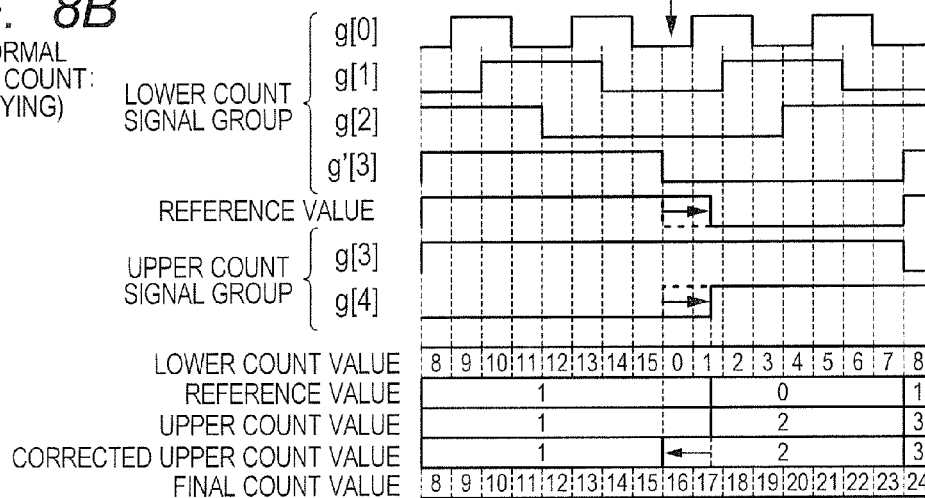 . 8B
RMAL
COUNT:
YING)
LOWER COUNT
SIGNAL GROUP
g[0]
g[1]
g[2]
g'[3]
REFERENCE VALUE
UPPER COUNT
SIGNAL GROUP
g[3]
g[4]
LOWER COUNT VALUE 8 9 10 11 12 13 14 15 0 1 2 3 4 5 6 7 8
REFERENCE VALUE 1 0 1
UPPER COUNT VALUE 1 2 3
CORRECTED UPPER COUNT VALUE 1 2 3
FINAL COUNT VALUE 8 9 10 11 12 13 14 15 16 17 18 19 20 21 22 23 24